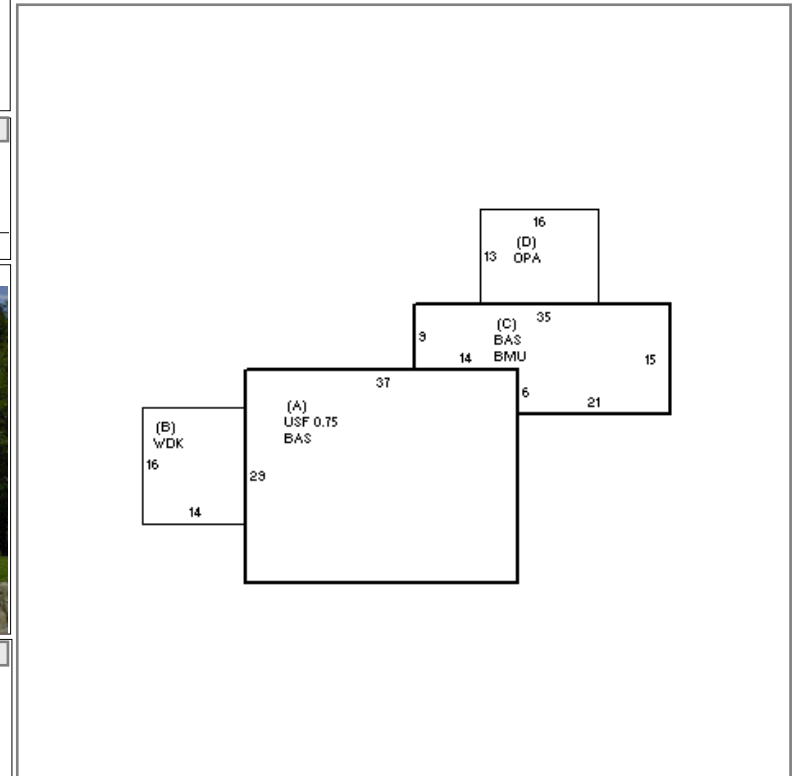 16
(D)
13 OPA
35
(C)
9
BAS
14 BMU 15
37
6
21
(A)
USF 0.75
BAS
(B)
WDK
16
29
14